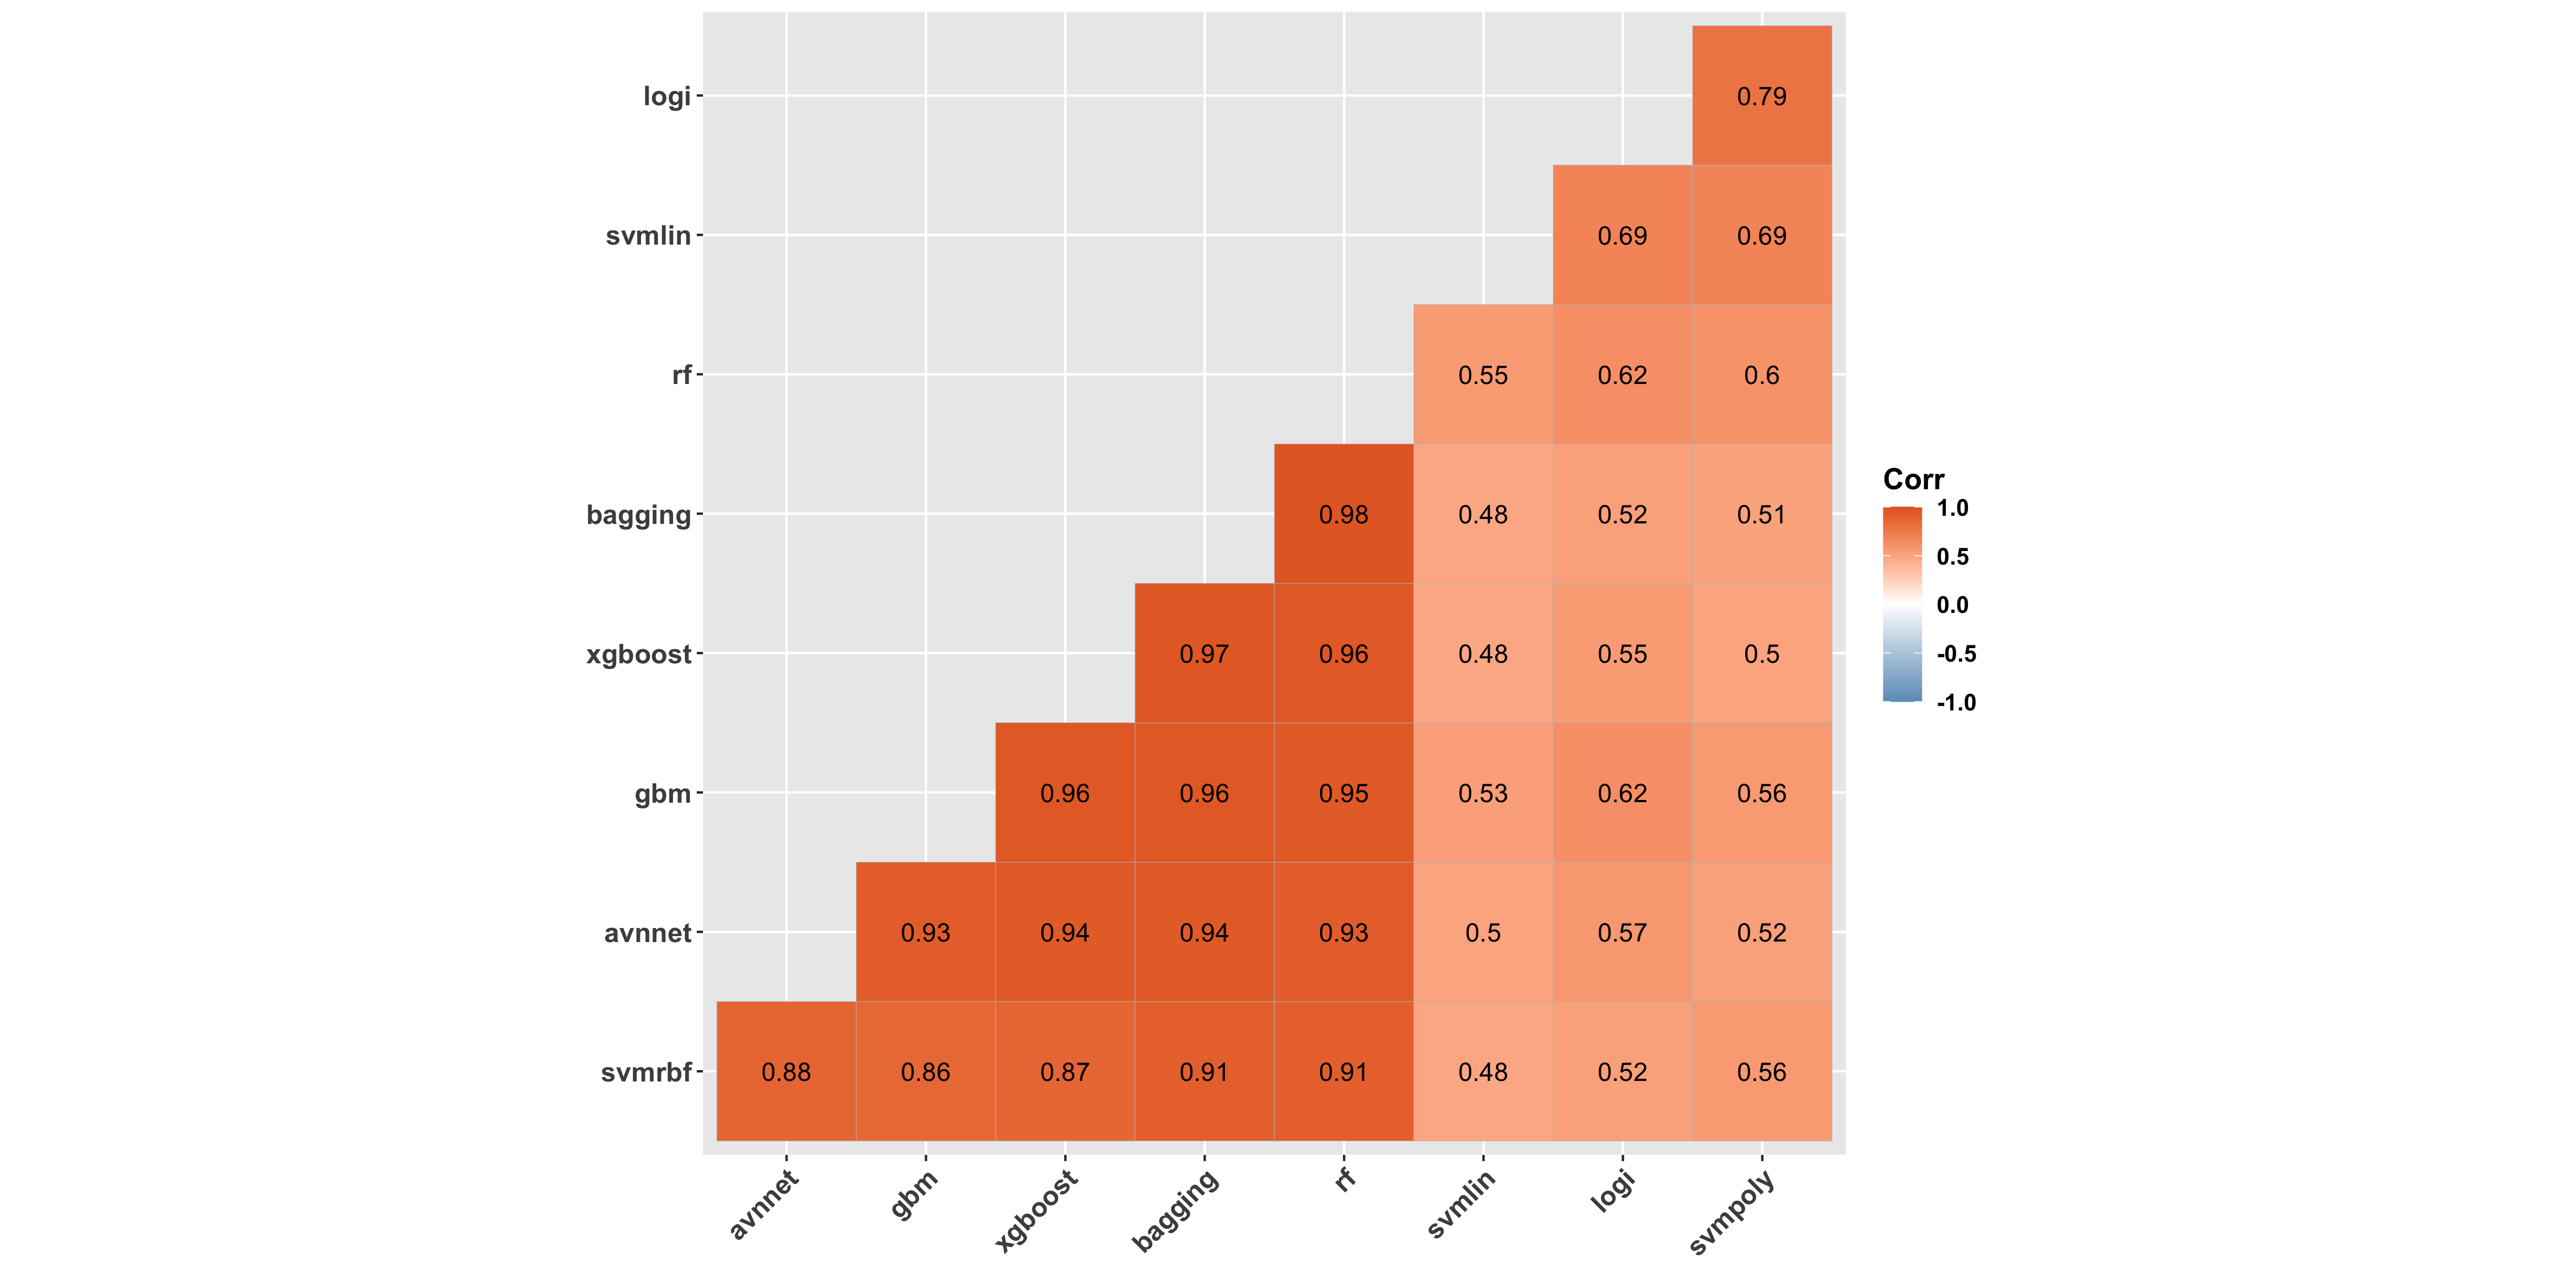 logi 0.79
svmlin 0.69 0.69
rf 0.55 0.62 0.6
bagging 0.98 0.48 0.52 0.51
xgboost 0.97 0.96 0.48 0.55 0.5
gbm 0.96 0.96 0.95 0.53 0.62 0.56
avnnet 0.93 0.94 0.94 0.93 0.5 0.57 0.52
svmrbf 0.88 0.86 0.87 0.91 0.91 0.48 0.52 0.56
avnnet gbm xgboost bagging rf svmlin logi svmpoly
Corr
1.0
0.5
0.0
-0.5
-1.0